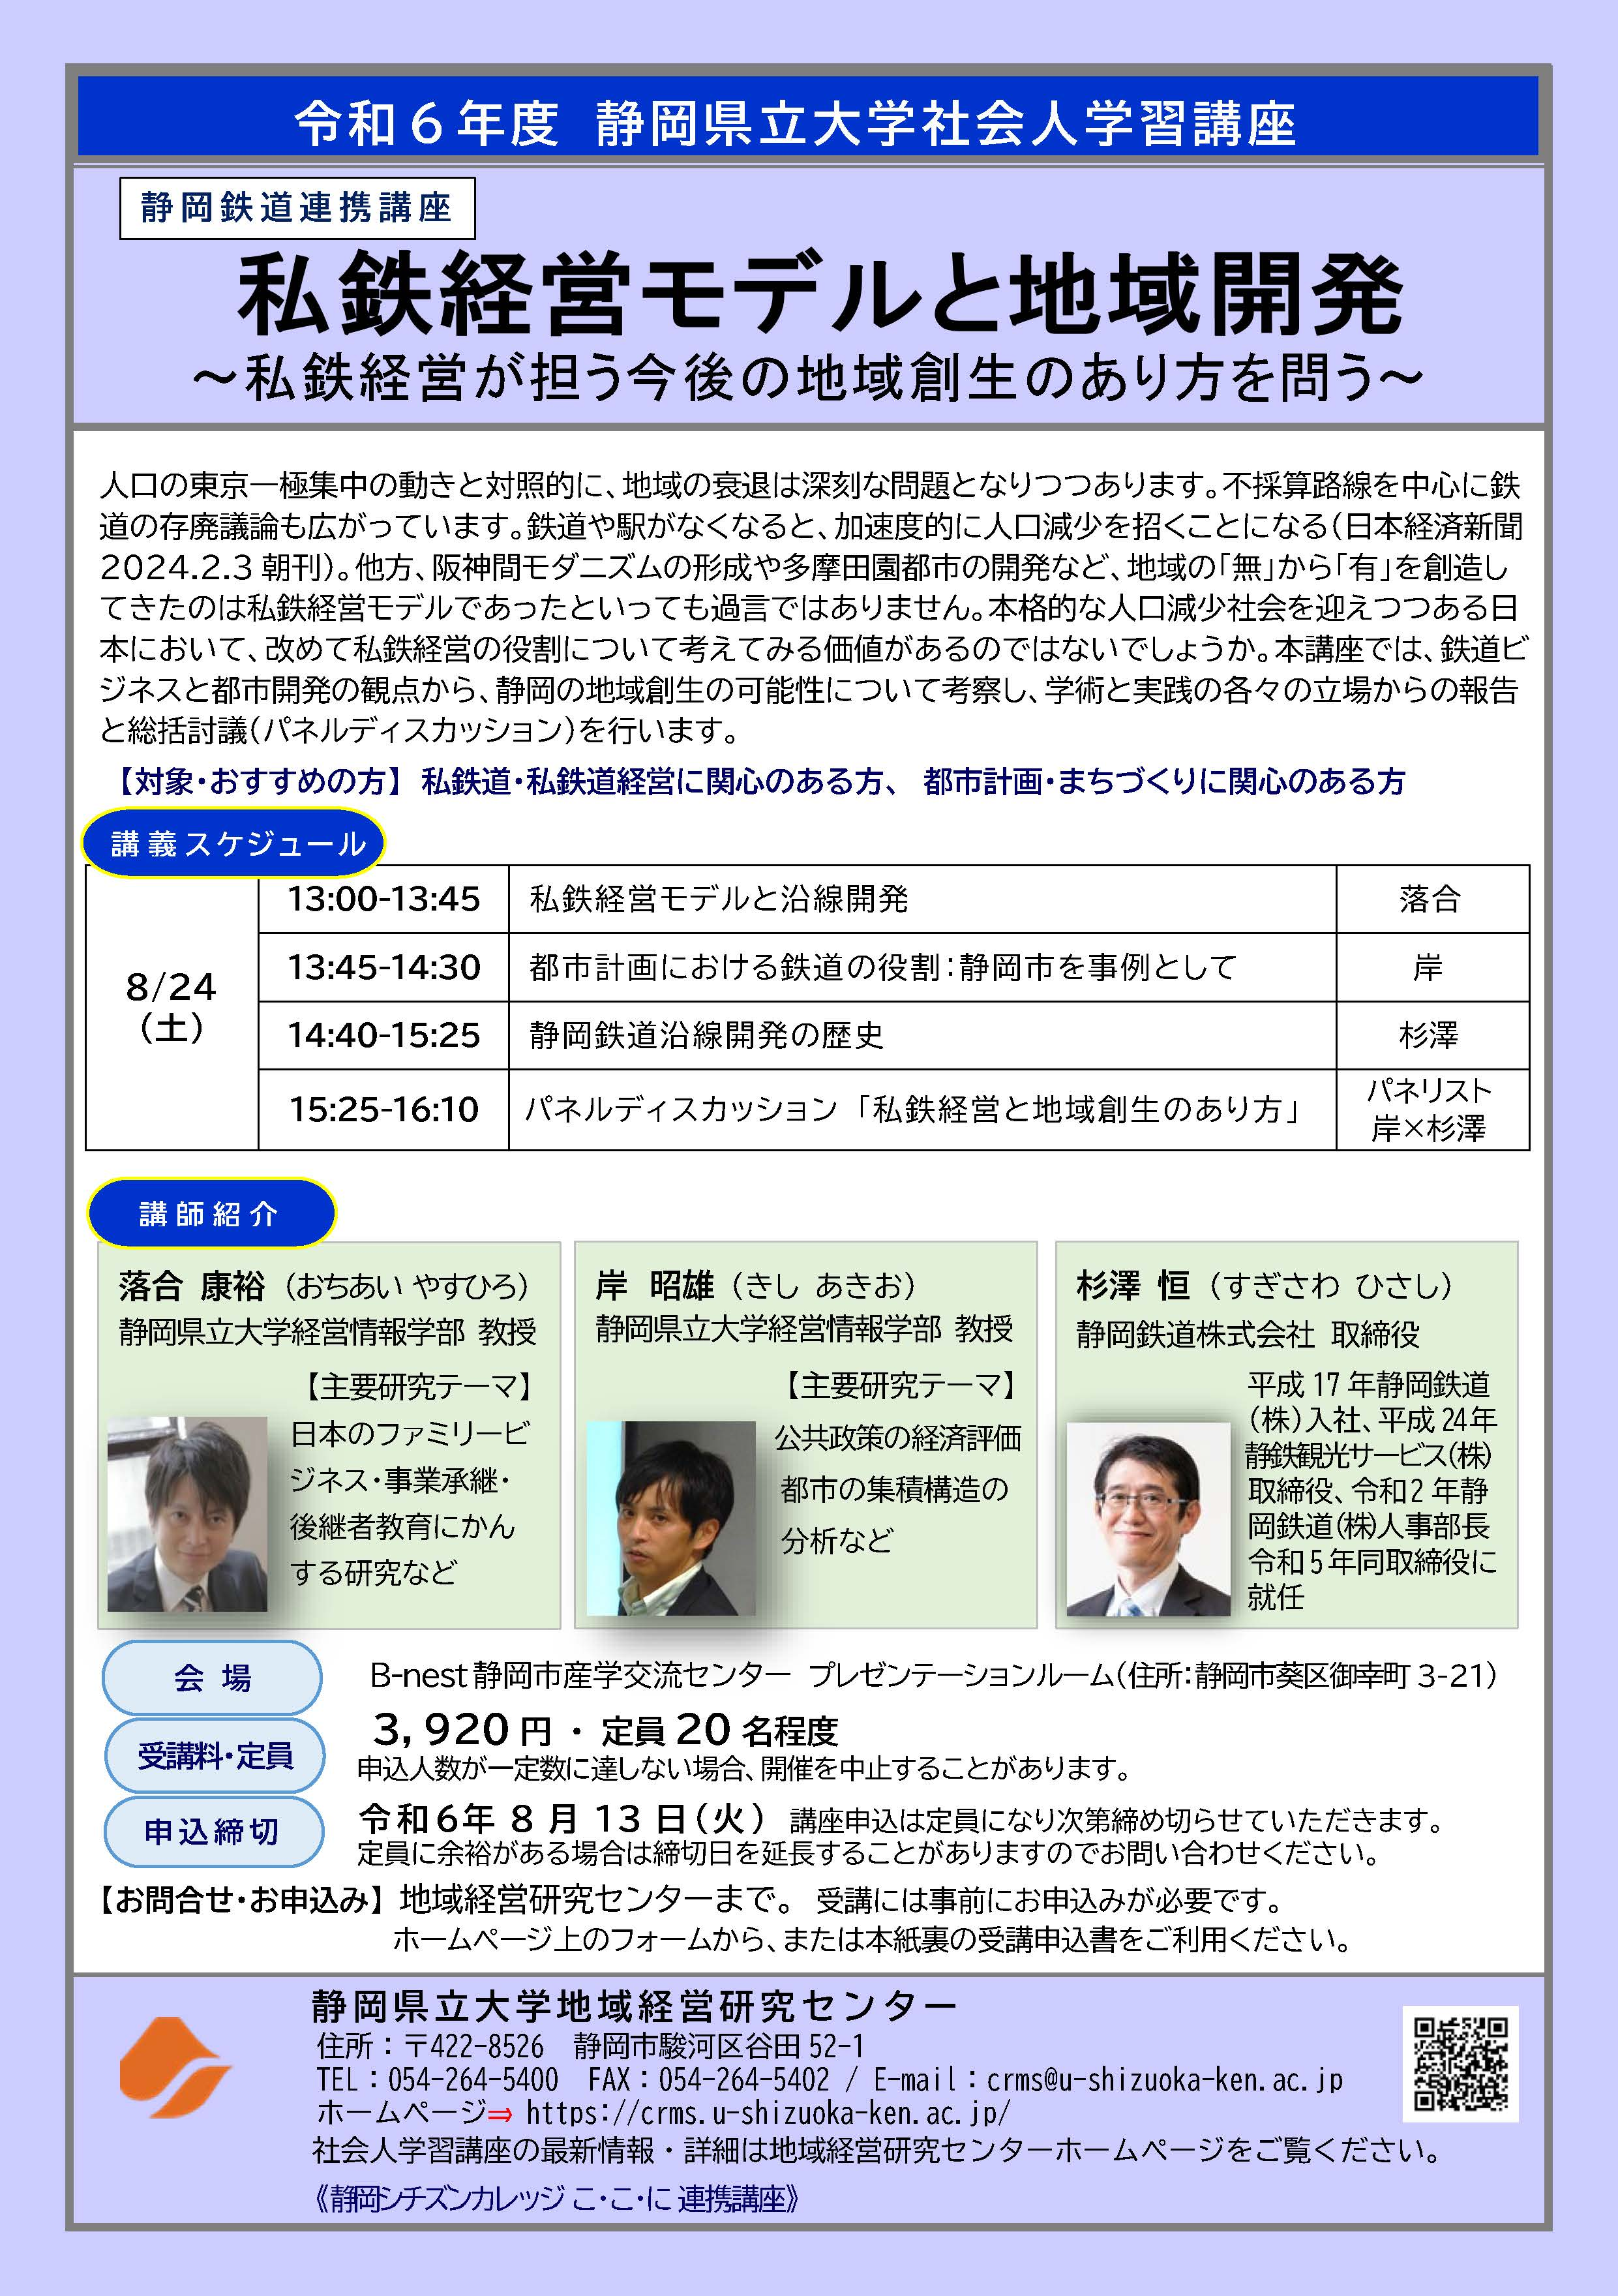 令和６年度 静岡県立大学社会人学習講座
静岡鉄道連携講座
私鉄経営モデルと地域開発
～私鉄経営が担う今後の地域創生のあり方を問う～
人口の東京一極集中の動きと対照的に、地域の衰退は深刻な問題となりつつあります。不採算路線を中心に鉄
道の存廃議論も広がっています。鉄道や駅がなくなると、加速度的に人口減少を招くことになる（日本経済新聞
2024.2.3 朝刊）。他方、阪神間モダニズムの形成や多摩田園都市の開発など、地域の「無」から「有」を創造し
てきたのは私鉄経営モデルであったといっても過言ではありません。本格的な人口減少社会を迎えつつある日
本において、改めて私鉄経営の役割について考えてみる価値があるのではないでしょうか。本講座では、鉄道ビ
ジネスと都市開発の観点から、静岡の地域創生の可能性について考察し、学術と実践の各々の立場からの報告
と総括討議（パネルディスカッション）を行います。
【対象・おすすめの方】 私鉄道・私鉄道経営に関心のある方、 都市計画・まちづくりに関心のある方
講義スケジュール
8/24
（土）
13:00-13:45 私鉄経営モデルと沿線開発 落合
13:45-14:30 都市計画における鉄道の役割：静岡市を事例として 岸
14:40-15:25 静岡鉄道沿線開発の歴史 杉澤
15:25-16:10 パネルディスカッション「私鉄経営と地域創生のあり方」 パネリスト
岸×杉澤
講師紹介
落合 康裕（おちあい やすひろ）
静岡県立大学経営情報学部 教授
【主要研究テーマ】
日本のファミリービ
ジネス・事業承継・
後継者教育にかん
する研究など
岸 昭雄（きし あきお）
静岡県立大学経営情報学部 教授
【主要研究テーマ】
公共政策の経済評価
都市の集積構造の
分析など
杉澤 恒（すぎさわ ひさし）
静岡鉄道株式会社 取締役
平成 17 年静岡鉄道
（株）入社、平成 24年
静鉄観光サービス（株）
取締役、令和2 年静
岡鉄道（株）人事部長
令和5年同取締役に
就任
会 場
B-nest静岡市産学交流センター プレゼンテーションルーム（住所：静岡市葵区御幸町 3-21）
受講料・定員
3，920 円 ・ 定員 20 名程度
申込人数が一定数に達しない場合、開催を中止することがあります。
申込締切
令和6年 8 月 13 日（火） 講座申込は定員になり次第締め切らせていただきます。
定員に余裕がある場合は締切日を延長することがありますのでお問い合わせください。
【お問合せ・お申込み】 地域経営研究センターまで。 受講には事前にお申込みが必要です。
ホームページ上のフォームから、または本紙裏の受講申込書をご利用ください。
静岡県立大学地域経営研究センター
住所：〒422-8526 静岡市駿河区谷田 52-1
TEL：054-264-5400 FAX：054-264-5402 / E-mail：crms@u-shizuoka-ken.ac.jp
ホームページ⇒ https://crms.u-shizuoka-ken.ac.jp/
社会人学習講座の最新情報・詳細は地域経営研究センターホームページをご覧ください。
《静岡シチズンカレッジ こ・こ・に 連携講座》